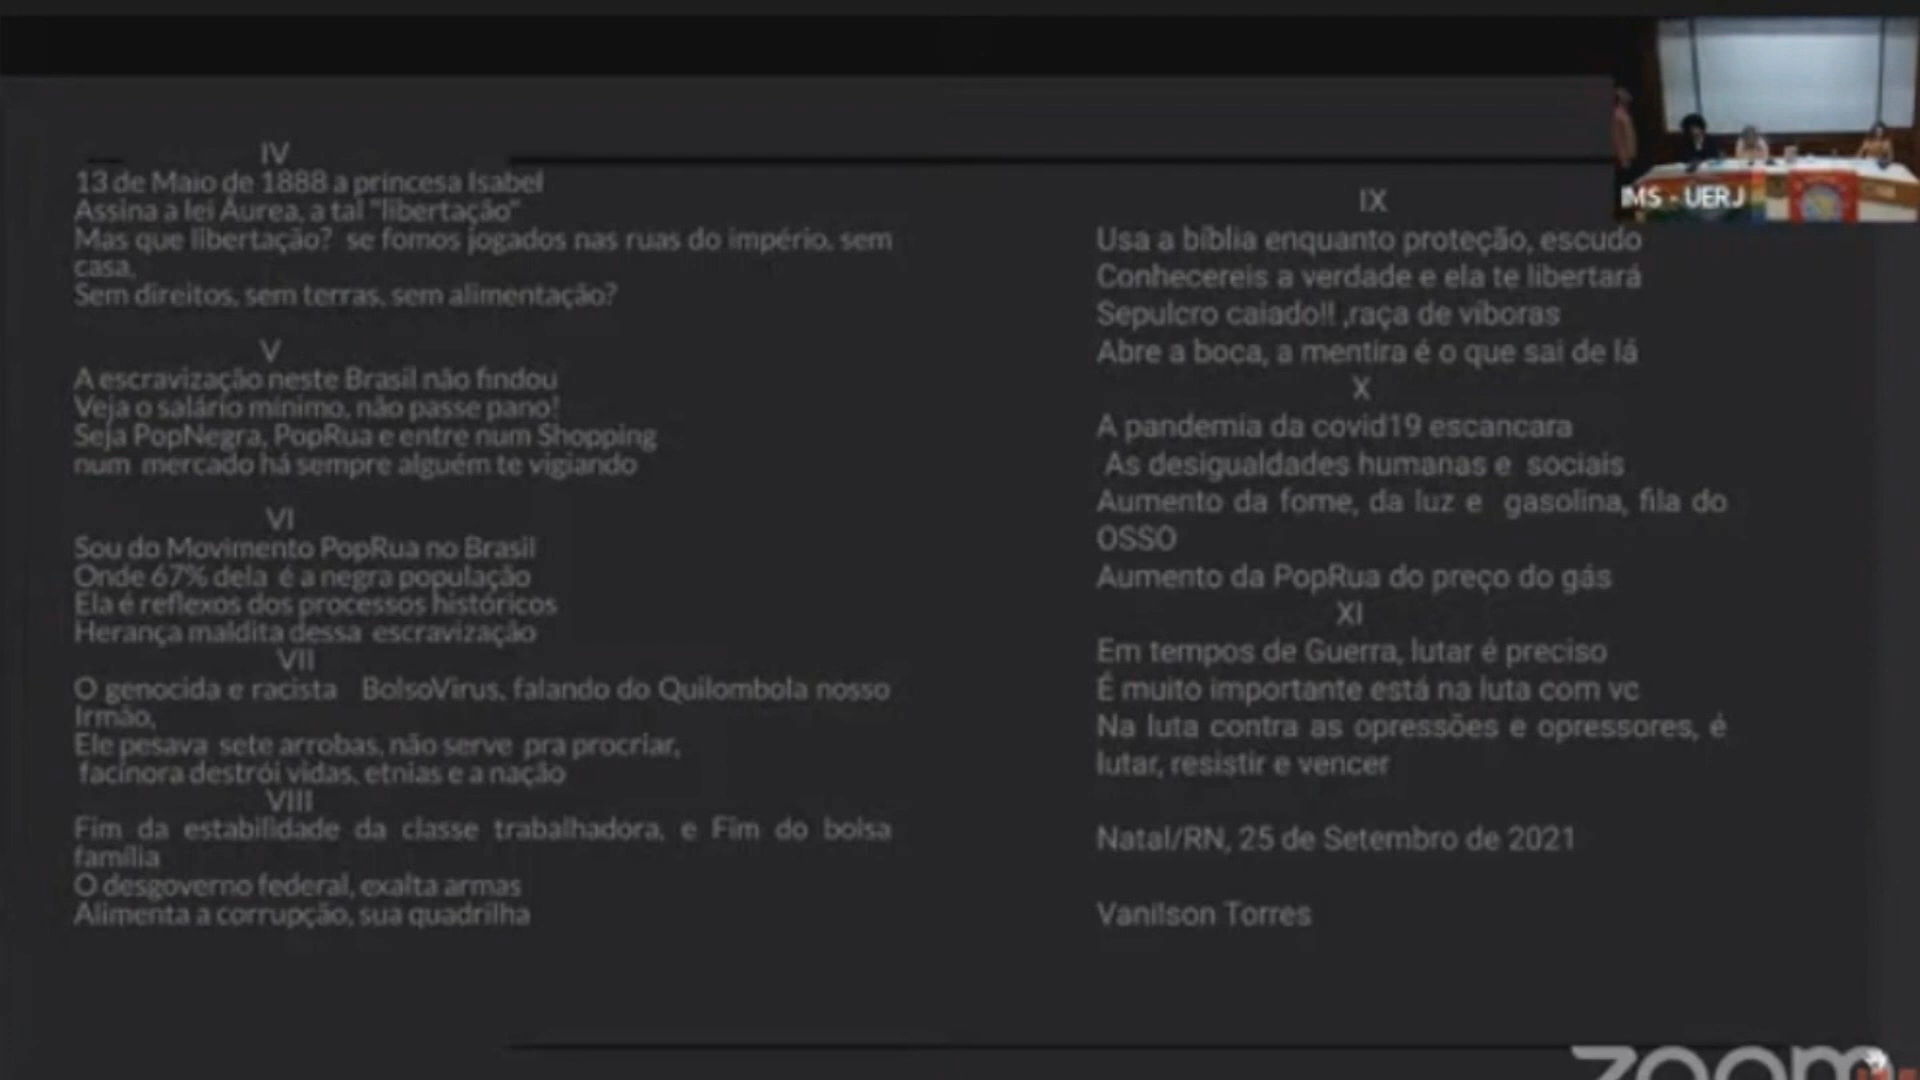 IV
13 de Maio de 1888 a princesa Isabel
Assina a lei Áurea, a tal "libertação"
Mas que libertação? se fomos jogados nas ruas do império, sem
casa,
Sem direitos, sem terras, sem alimentação?
V
A escravização neste Brasil não findou
Veja o salário mínimo, não passe pano!
Seja PopNegra, PopRua e entre num Shopping
num mercado há sempre alguém te vigiando
VI
Sou do Movimento PopRua no Brasil
Onde 67% dela é a negra população
Ela é reflexos dos processos históricos
Herança maldita dessa escravização
VII
O genocida e racista BolsoVirus, falando do Quilombola nosso
Irmão,
Ele pesava sete arrobas, não serve pra procriar,
facínora destrói vidas, etnias e a nação
VIII
Fim da estabilidade da classe trabalhadora, e Fim do bolsa
família
O desgoverno federal, exalta armas
Alimenta a corrupção, sua quadrilha
IX
Usa a bíblia enquanto proteção, escudo
Conhecereis a verdade e ela te libertará
Sepulcro caiado!! ,raça de víboras
Abre a boca, a mentira é o que sai de lá
X
A pandemia da covid19 escancara
As desigualdades humanas e sociais
Aumento da fome, da luz e gasolina, fila do
OSSO
Aumento da PopRua do preço do gás
XI
Em tempos de Guerra, lutar é preciso
É muito importante está na luta com vc
Na luta contra as opressões e opressores, é
lutar, resistir e vencer
Natal/RN, 25 de Setembro de 2021
Vanilson Torres
IMS - UERJ
zoom